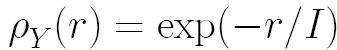 ρ_Y(r) = exp(−r/I)